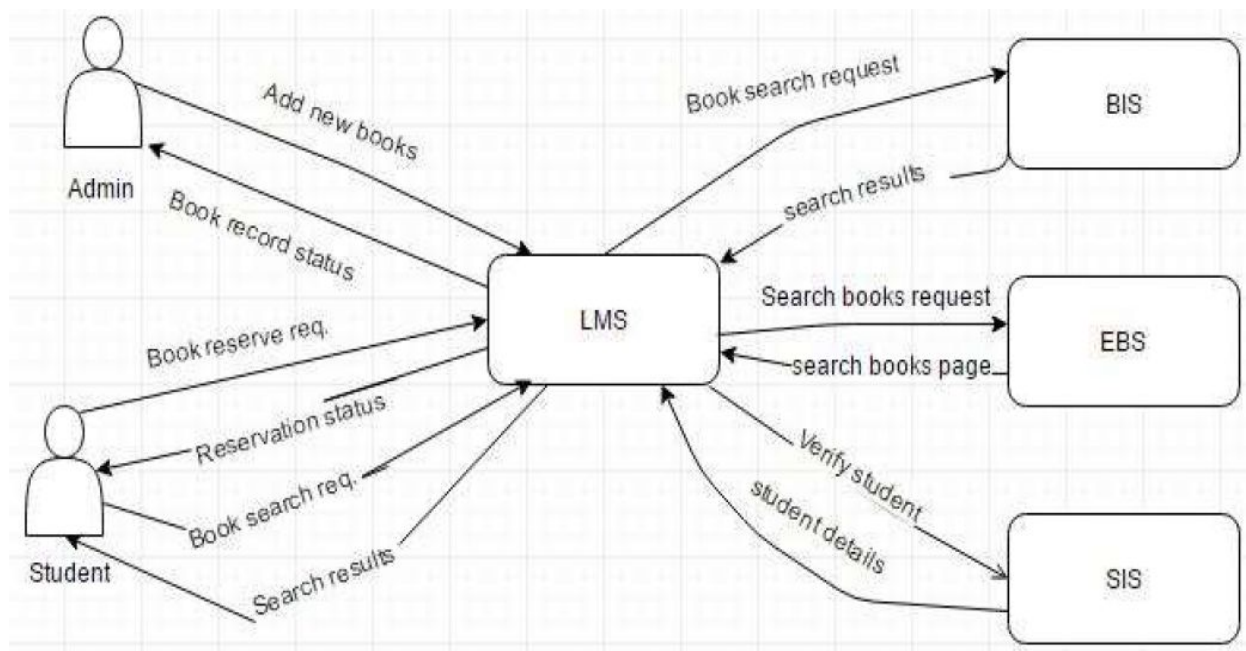 Admin
Add new books
Book record status
Book search request
BIS
search results
LMS
Search books request
EBS
search books page
Book reserve req.
Reservation status
Book search req.
Search results
Student
Verify student
student details
SIS